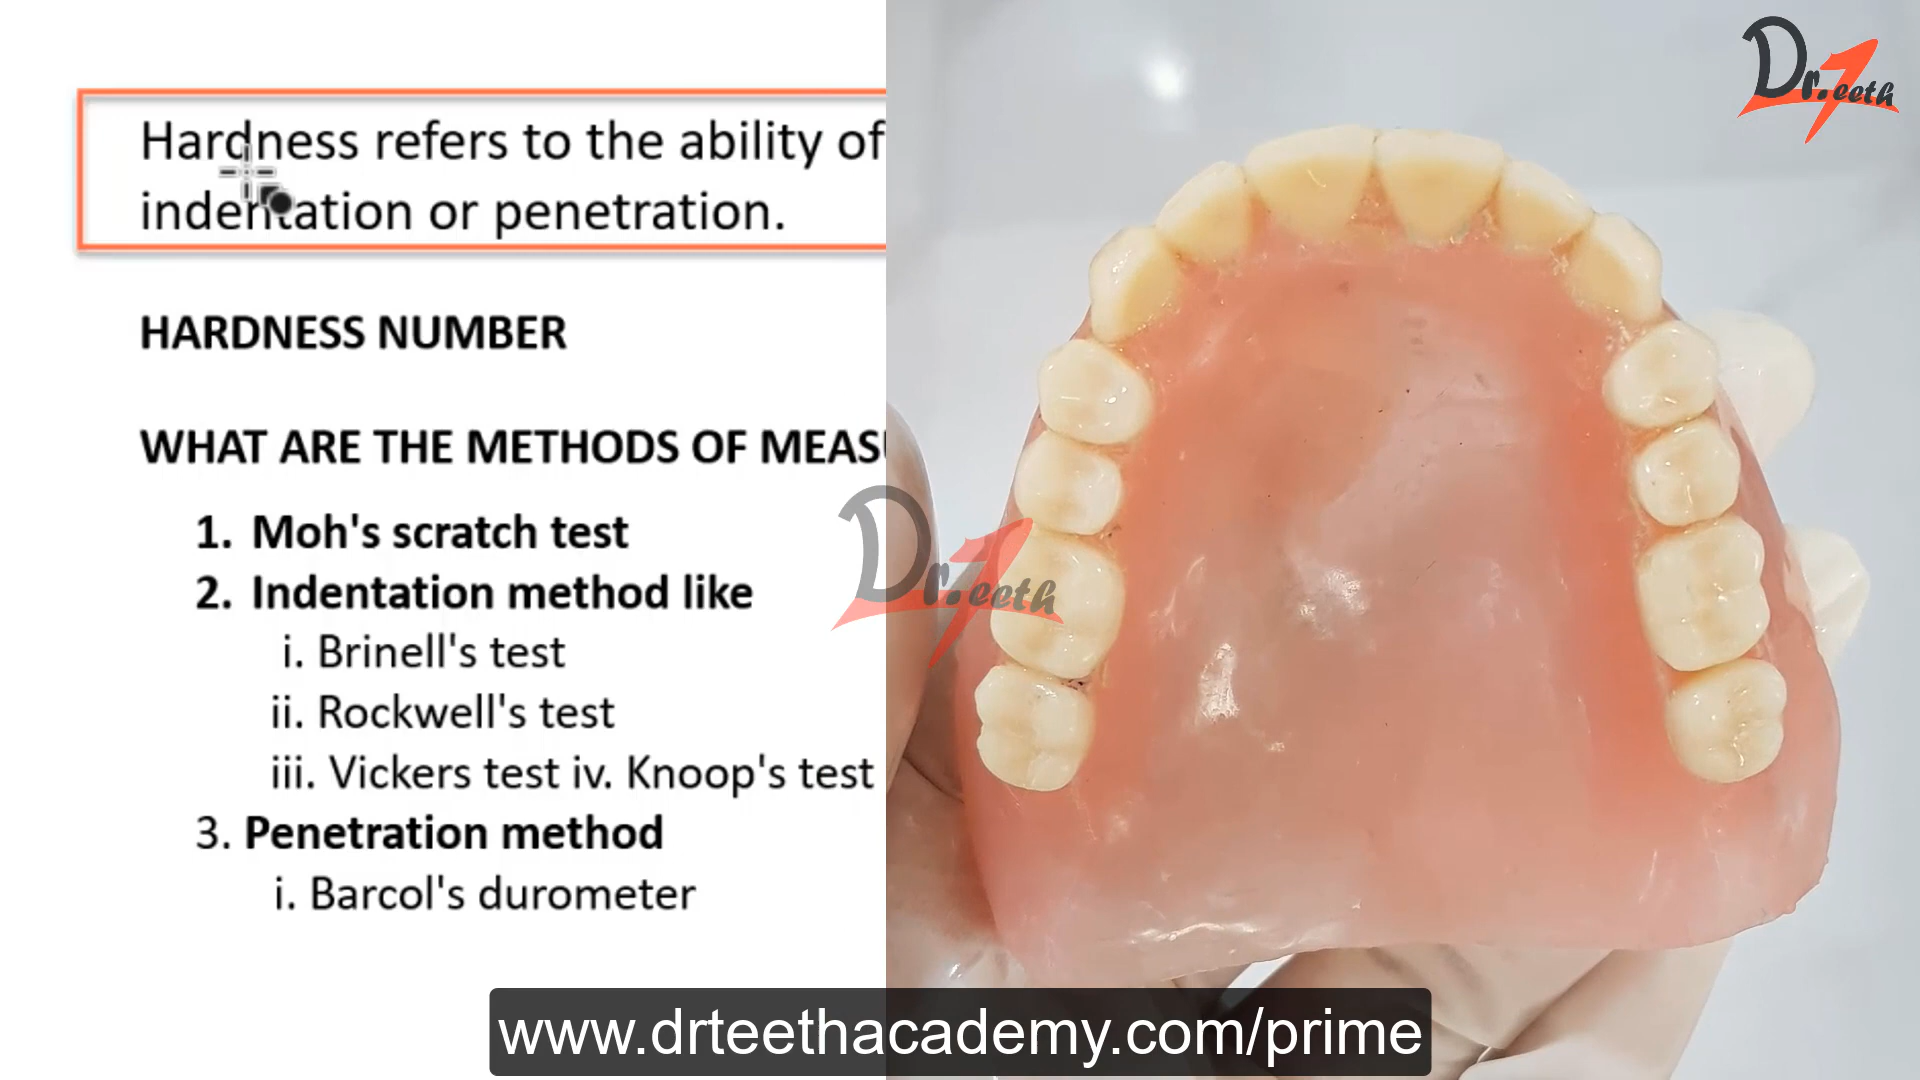 Hardness refers to the ability of
indentation or penetration.
HARDNESS NUMBER
WHAT ARE THE METHODS OF MEAS
1. Moh's scratch test
2. Indentation method like
i. Brinell's test
ii. Rockwell's test
iii. Vickers test iv. Knoop's test
3. Penetration method
i. Barcol's durometer
Dr.Teeth
Dr.Teeth
www.drteethacademy.com/prime